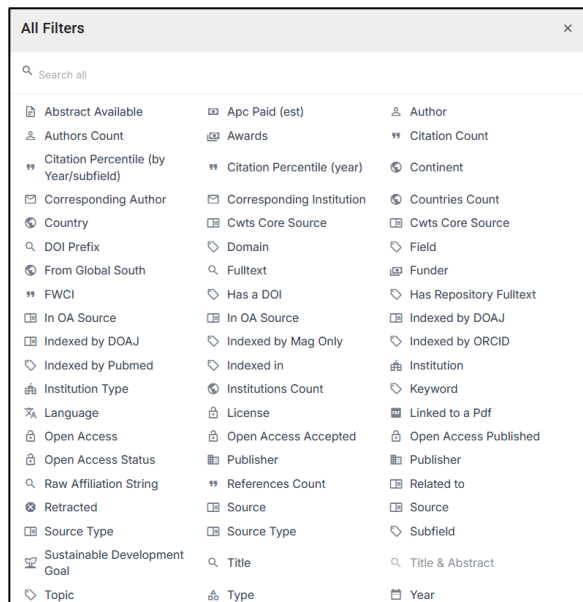 All Filters
Search all
Abstract Available Apc Paid (est) Author
Authors Count Awards Citation Count
Citation Percentile (by
Year/subfield) Citation Percentile (year) Continent
Corresponding Author Corresponding Institution Countries Count
Country Cwts Core Source Cwts Core Source
DOI Prefix Domain Field
From Global South Fulltext Funder
FWCI Has a DOI Has Repository Fulltext
In OA Source In OA Source Indexed by DOAJ
Indexed by DOAJ Indexed by Mag Only Indexed by ORCID
Indexed by Pubmed Indexed in Institution
Institution Type Institutions Count Keyword
Language License Linked to a Pdf
Open Access Open Access Accepted Open Access Published
Open Access Status Publisher Publisher
Raw Affiliation String References Count Related to
Retracted Source Source
Source Type Source Type Subfield
Sustainable Development
Goal Title Title & Abstract
Topic Type Year